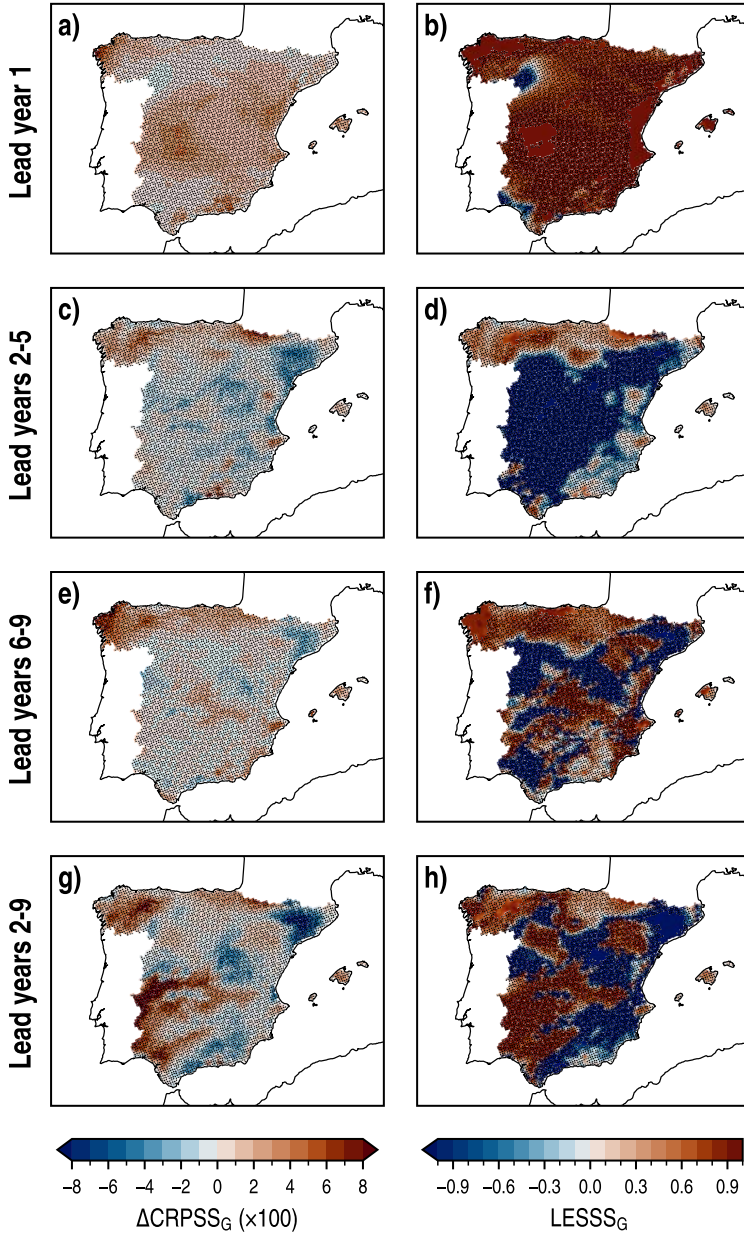 a)
b)
Lead year 1
c)
d)
Lead years 2-5
e)
f)
Lead years 6-9
g)
h)
Lead years 2-9
−8 −6 −4 −2 0 2 4 6 8
−0.9 −0.6 −0.3 0.0 0.3 0.6 0.9
ΔCRPSS_G (×100)
LESSS_G